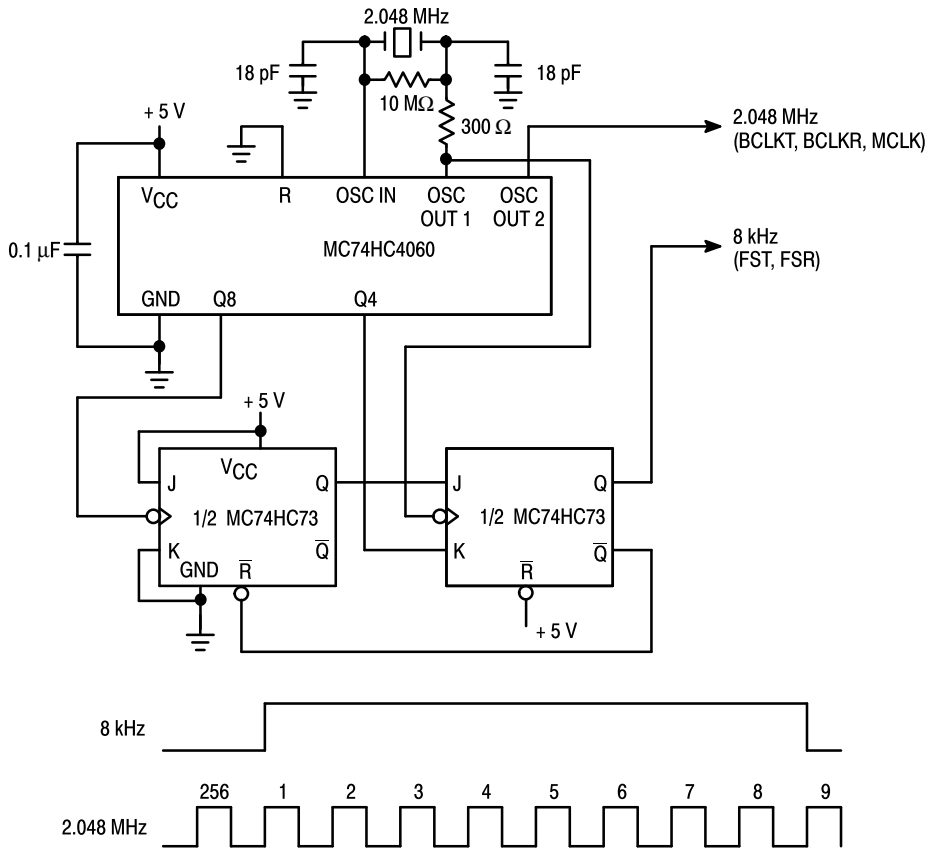 2.048 MHz
18 pF
18 pF
10 MΩ
300 Ω
+ 5 V
2.048 MHz
(BCLKT, BCLKR, MCLK)
VCC
R
OSC IN
OSC
OUT 1
OSC
OUT 2
0.1 µF
MC74HC4060
8 kHz
(FST, FSR)
GND
Q8
Q4
+ 5 V
VCC
J
Q
J
Q
1/2 MC74HC73
1/2 MC74HC73
K
Q̅
K
Q̅
GND
R̅
R̅
+ 5 V
8 kHz
256 1 2 3 4 5 6 7 8 9
2.048 MHz